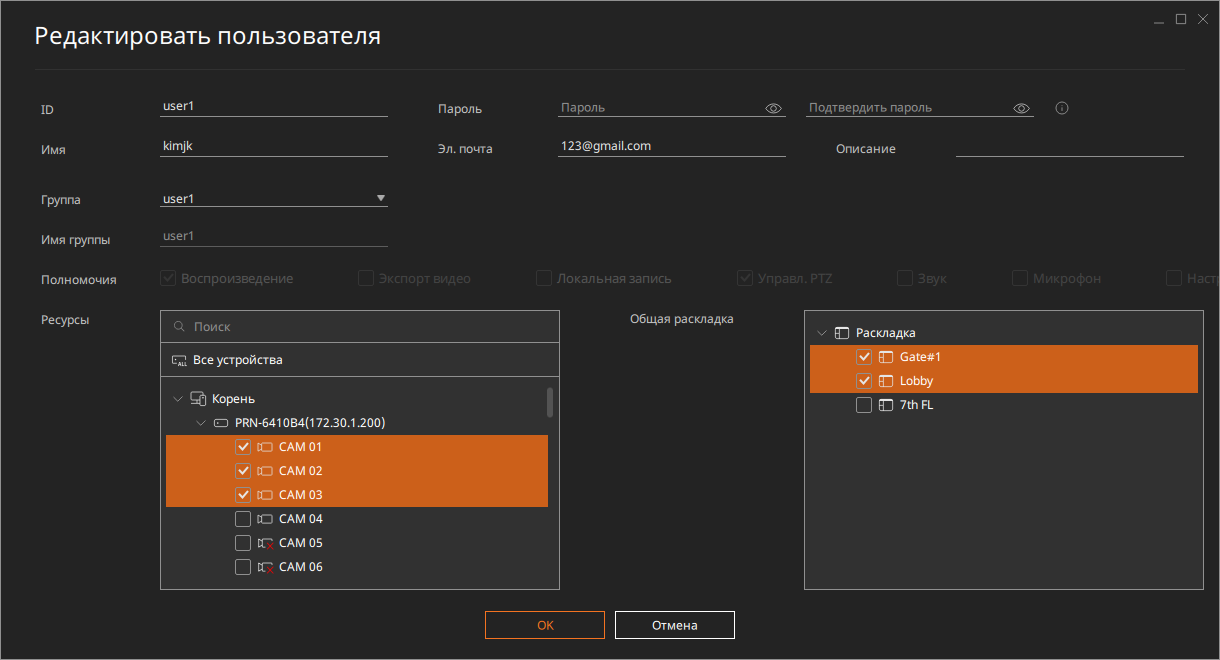 Редактировать пользователя
ID user1 Пароль Пароль Подтвердить пароль
Имя kimjk Эл. почта 123@gmail.com Описание
Группа user1
Имя группы user1
Полномочия Воспроизведение Экспорт видео Локальная запись Управл. PTZ Звук Микрофон Настр
Ресурсы
Поиск
ALL Все устройства
Корень
PRN-6410B4(172.30.1.200)
CAM 01
CAM 02
CAM 03
CAM 04
CAM 05
CAM 06
Общая раскладка
Раскладка
Gate#1
Lobby
7th FL
OK Отмена